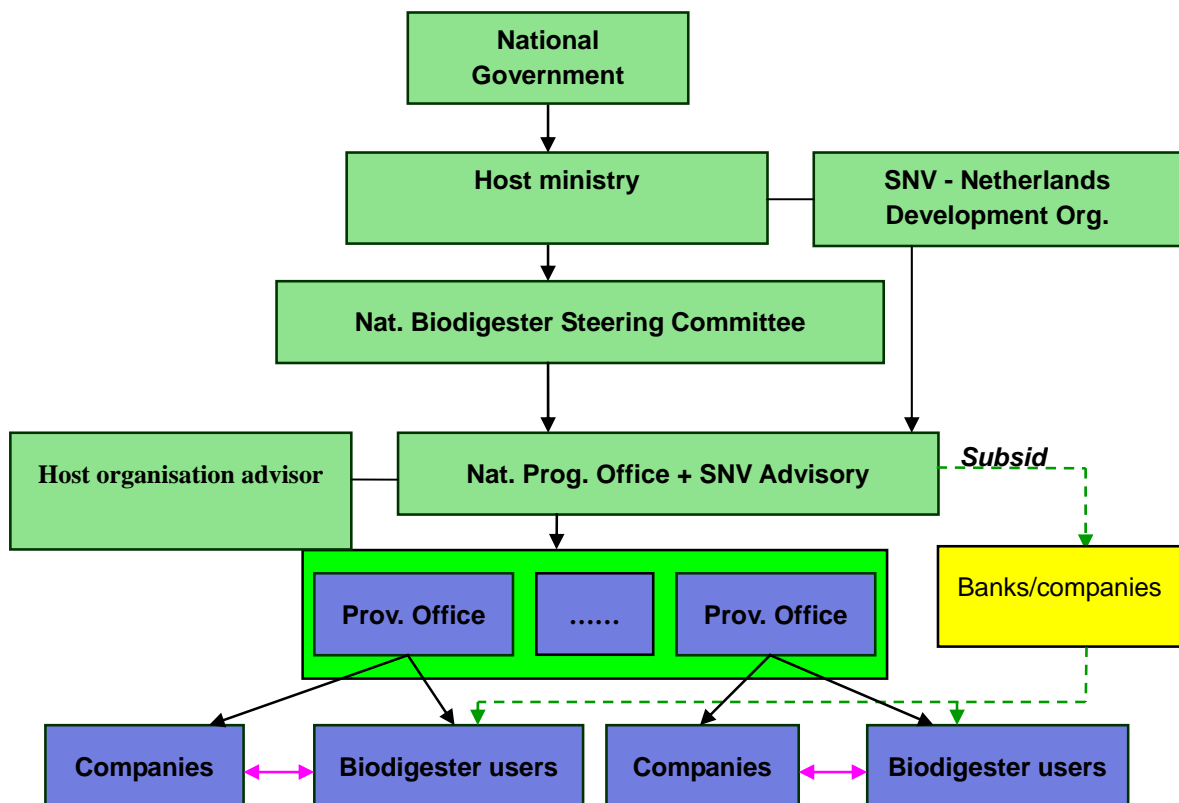 National
Government
Host ministry
SNV - Netherlands
Development Org.
Nat. Biodigester Steering Committee
Host organisation advisor
Nat. Prog. Office + SNV Advisory
Subsid
Prov. Office
......
Prov. Office
Banks/companies
Companies
Biodigester users
Companies
Biodigester users